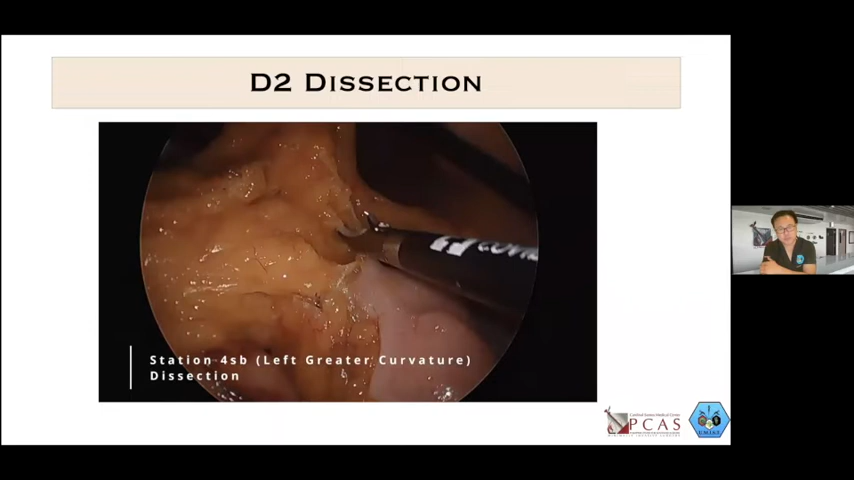 D2 DISSECTION
Station 4sb (Left Greater Curvature)
Dissection
PCAS